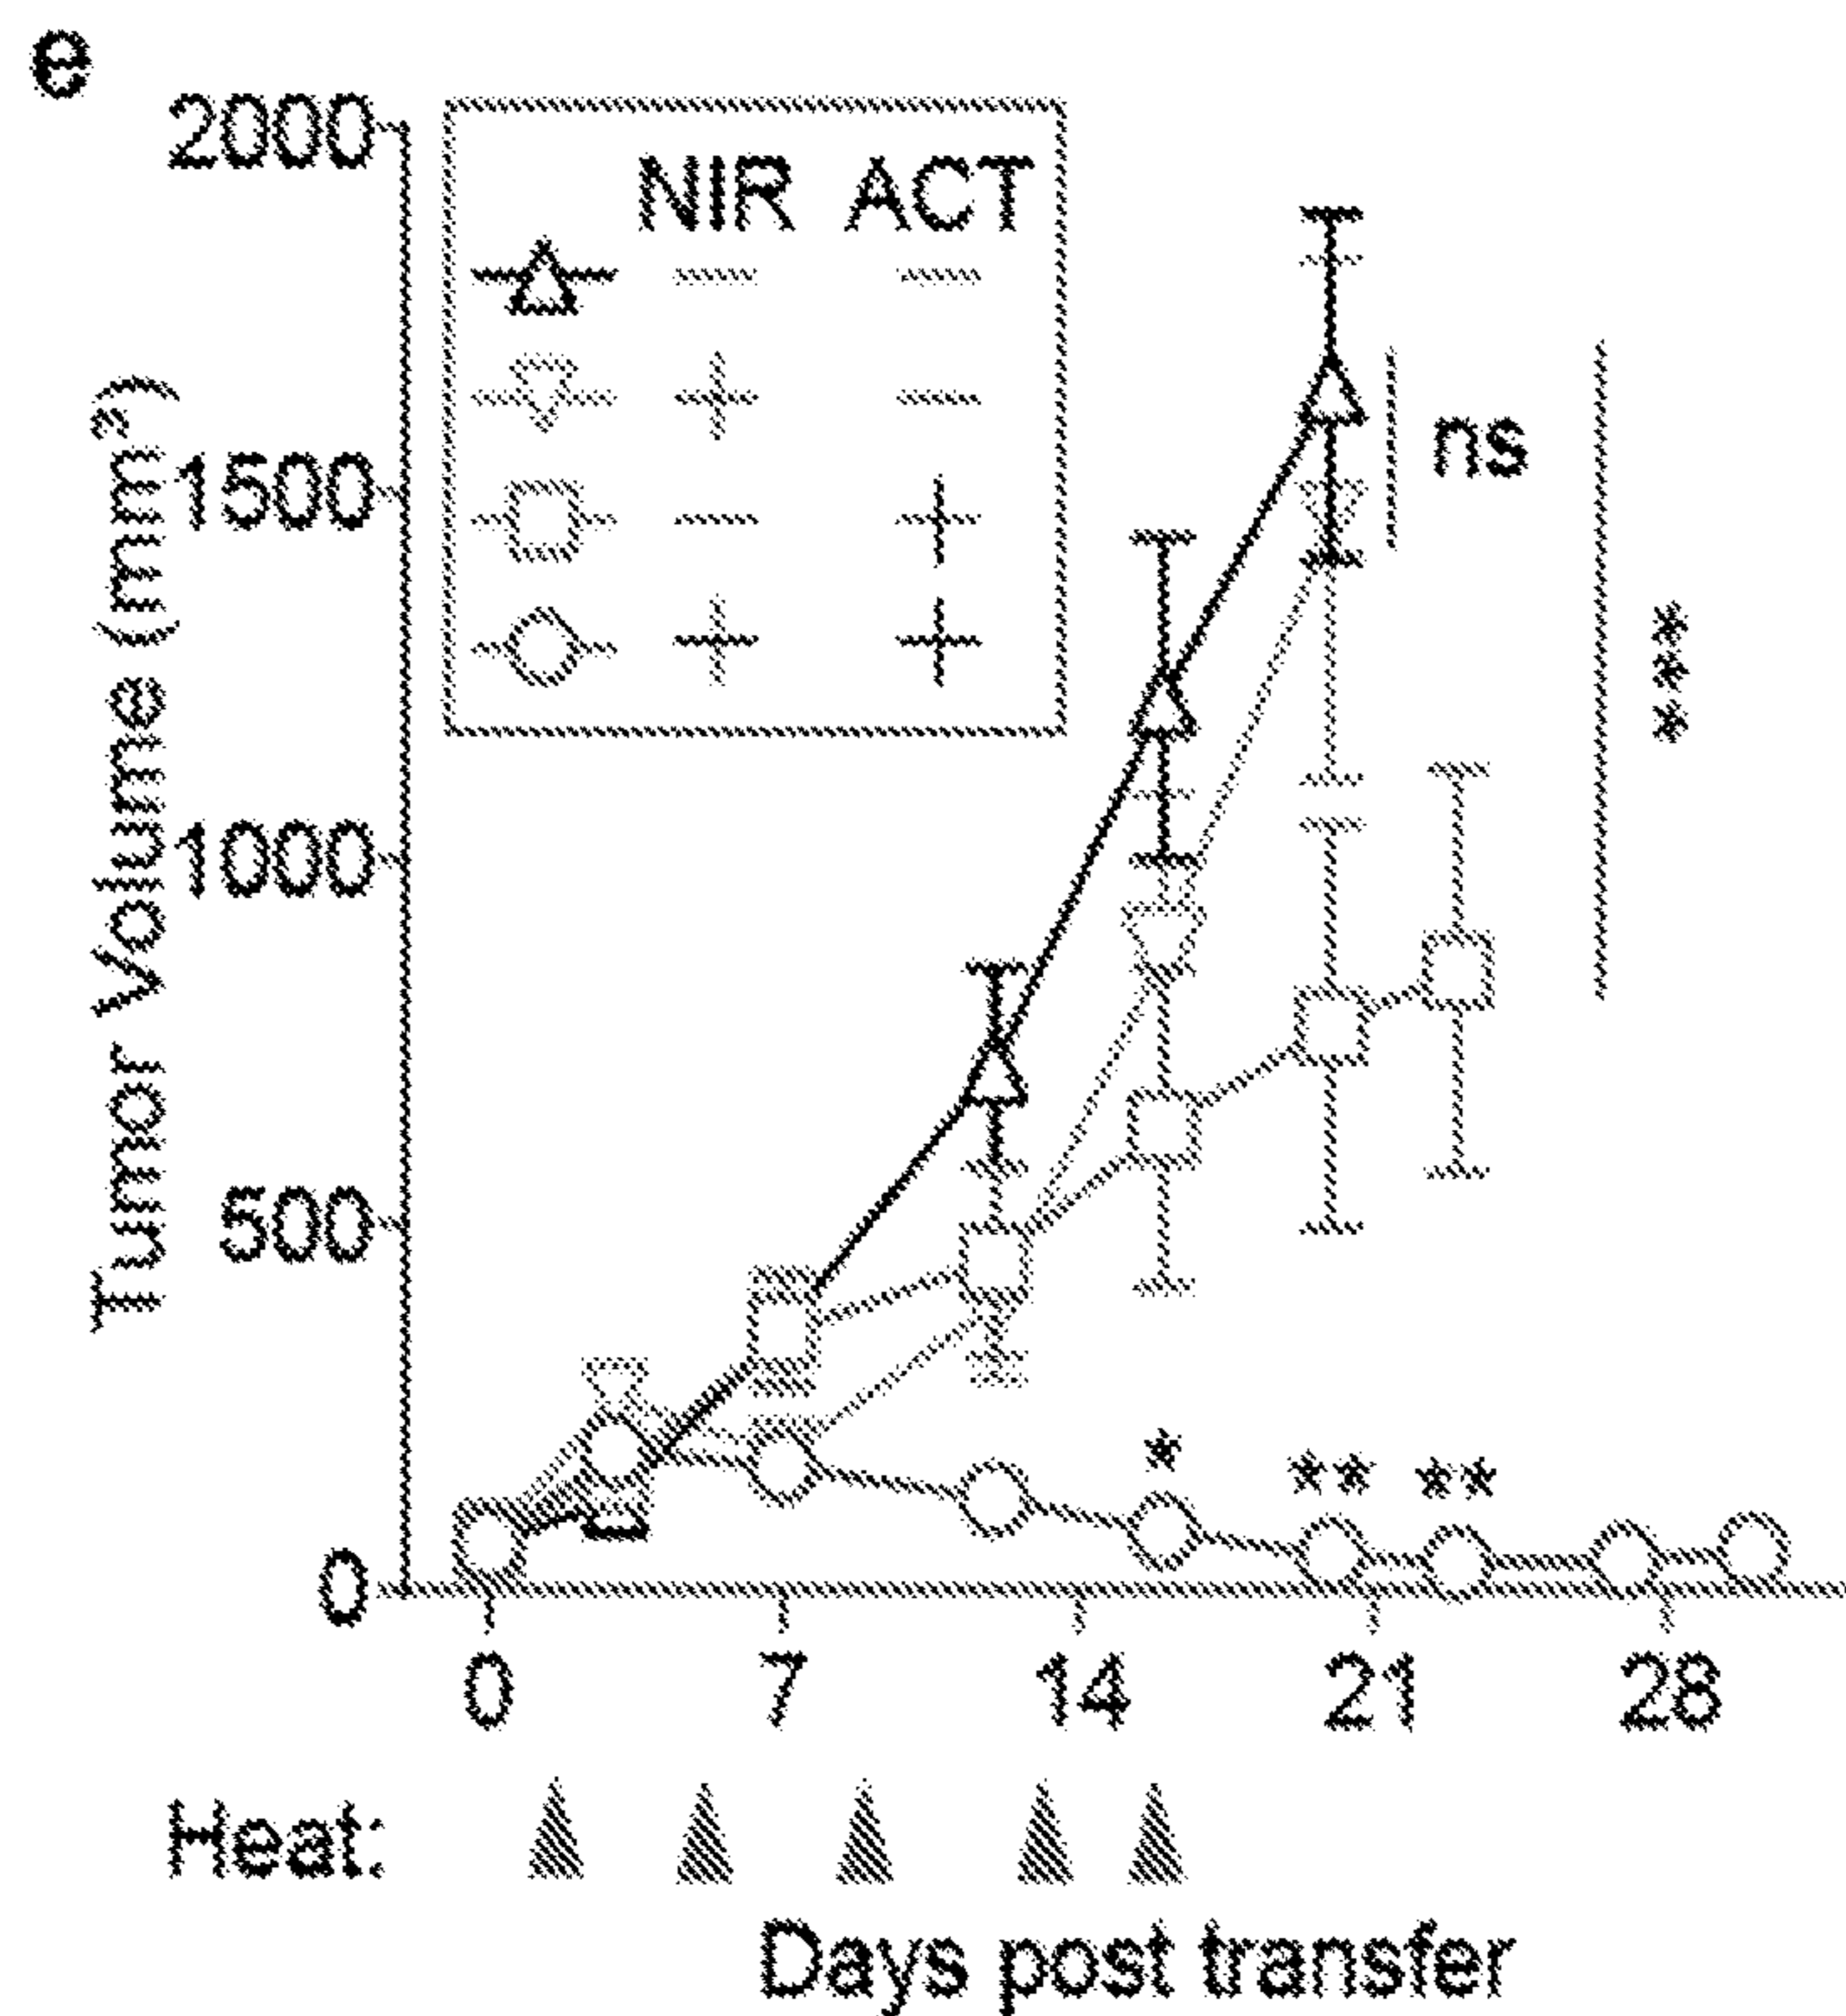 e
2000
1500
1000
500
0
Tumor Volume (mm³)
NIR ACT
− −
+ −
− +
+ +
ns
***
* ** **
0 7 14 21 28
Heat:
Days post transfer